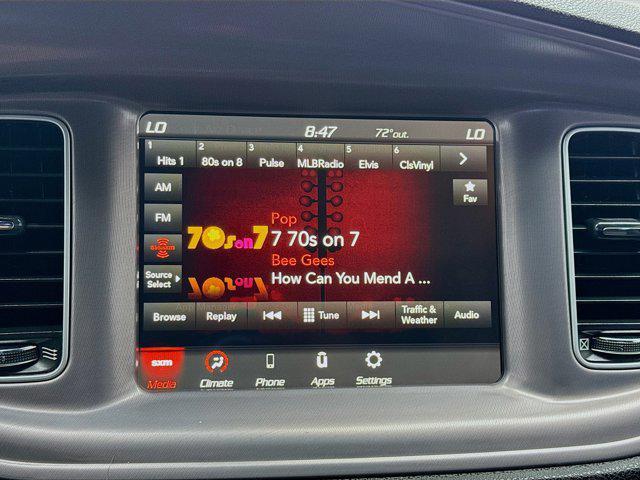 LO 8:47 72°out. LO
1 2 3 4 5 6
Hits 1 80s on 8 Pulse MLBRadio Elvis ClsVinyl
AM
Fav
FM
Pop
70s on 7 7 70s on 7
SiriusXM
Bee Gees
Source Select
How Can You Mend A ...
Browse Replay Tune Traffic & Weather Audio
sxm
Media Climate Phone Apps Settings